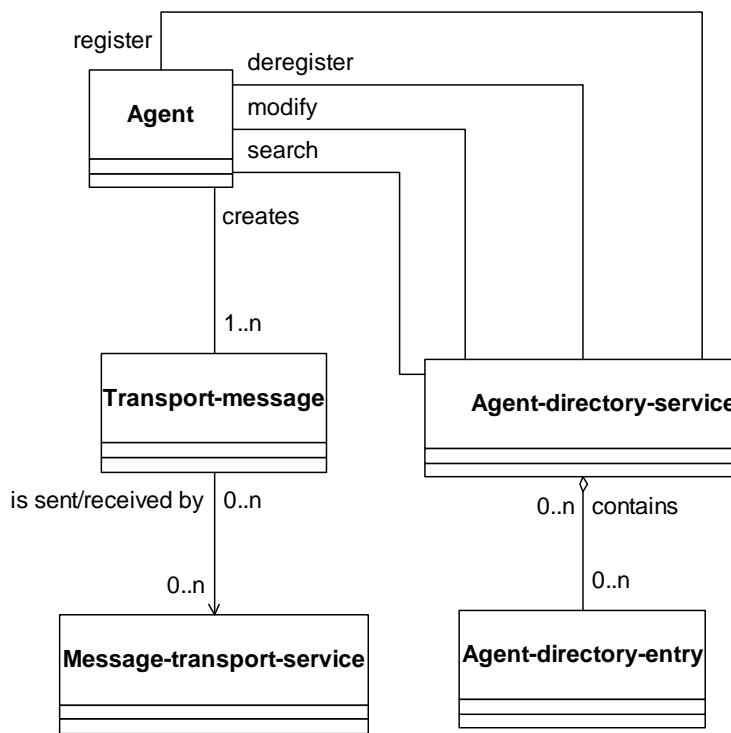 register
deregister
Agent
modify
search
creates
1..n
Transport-message
Agent-directory-service
is sent/received by
0..n
0..n
contains
0..n
0..n
Message-transport-service
Agent-directory-entry